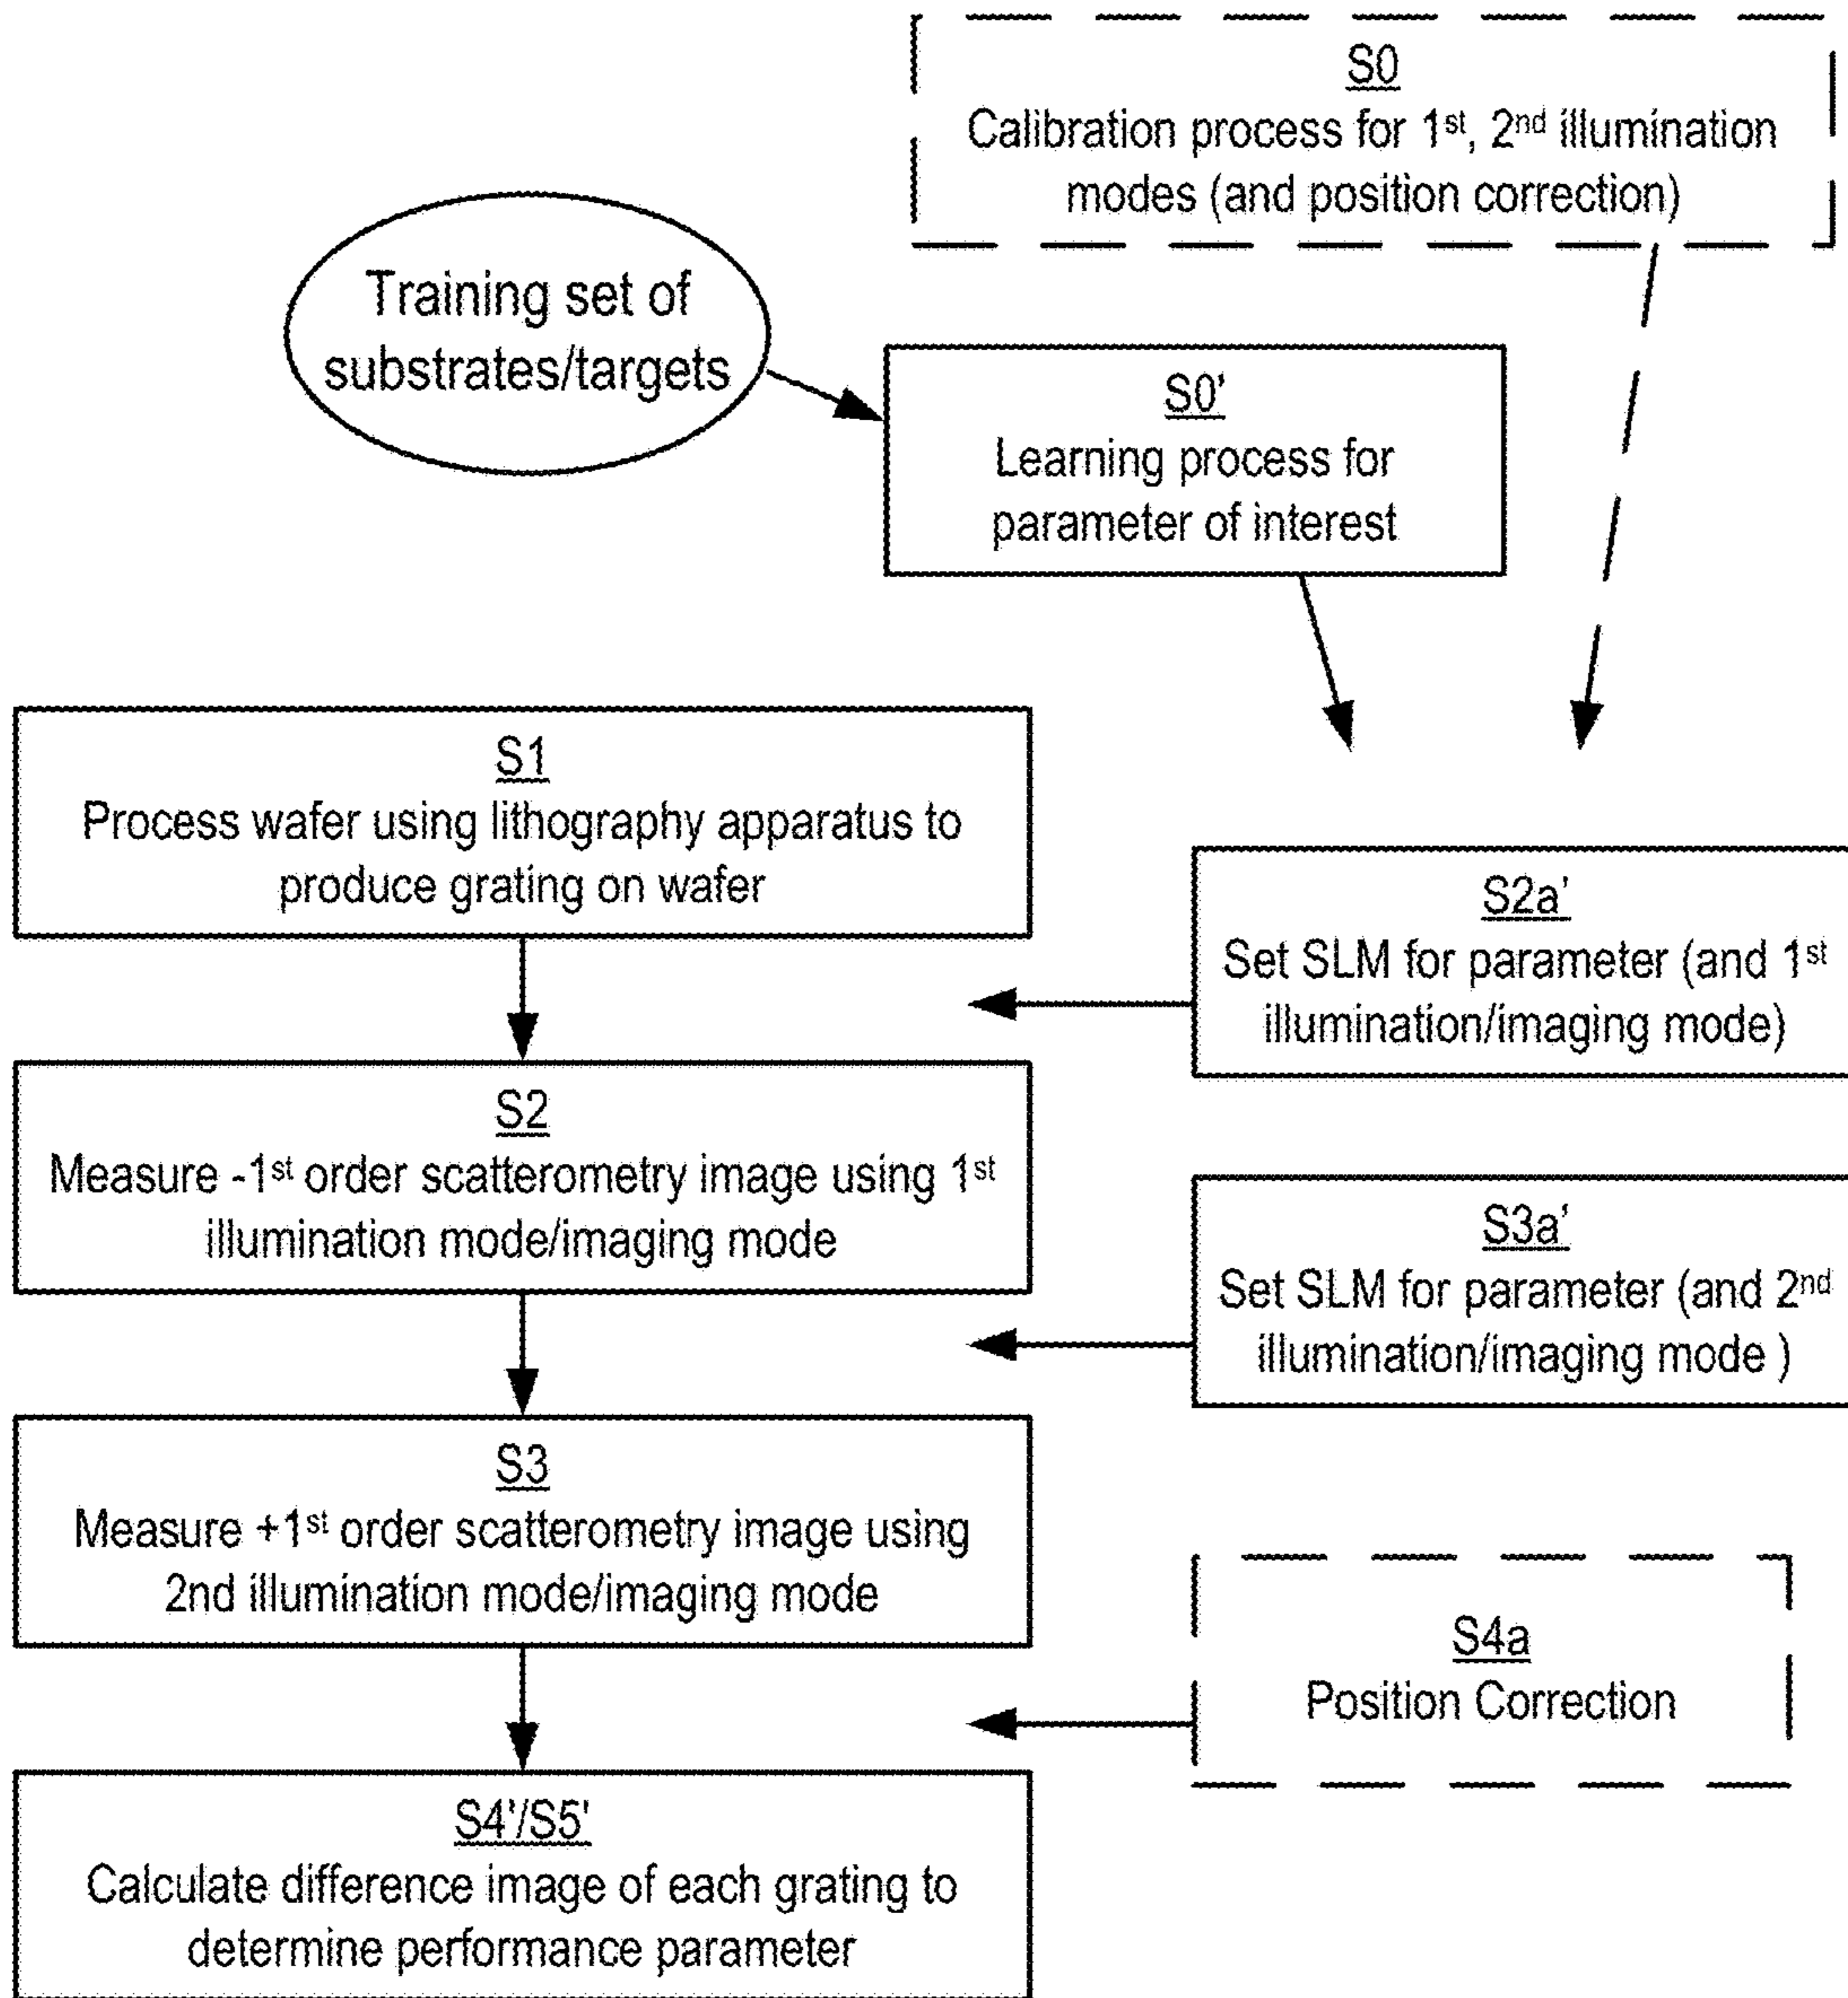 S0
Calibration process for 1st, 2nd illumination
modes (and position correction)
Training set of
substrates/targets
S0'
Learning process for
parameter of interest
S1
Process wafer using lithography apparatus to
produce grating on wafer
S2a'
Set SLM for parameter (and 1st
illumination/imaging mode)
S2
Measure -1st order scatterometry image using 1st
illumination mode/imaging mode
S3a'
Set SLM for parameter (and 2nd
illumination/imaging mode )
S3
Measure +1st order scatterometry image using
2nd illumination mode/imaging mode
S4a
Position Correction
S4'/S5'
Calculate difference image of each grating to
determine performance parameter